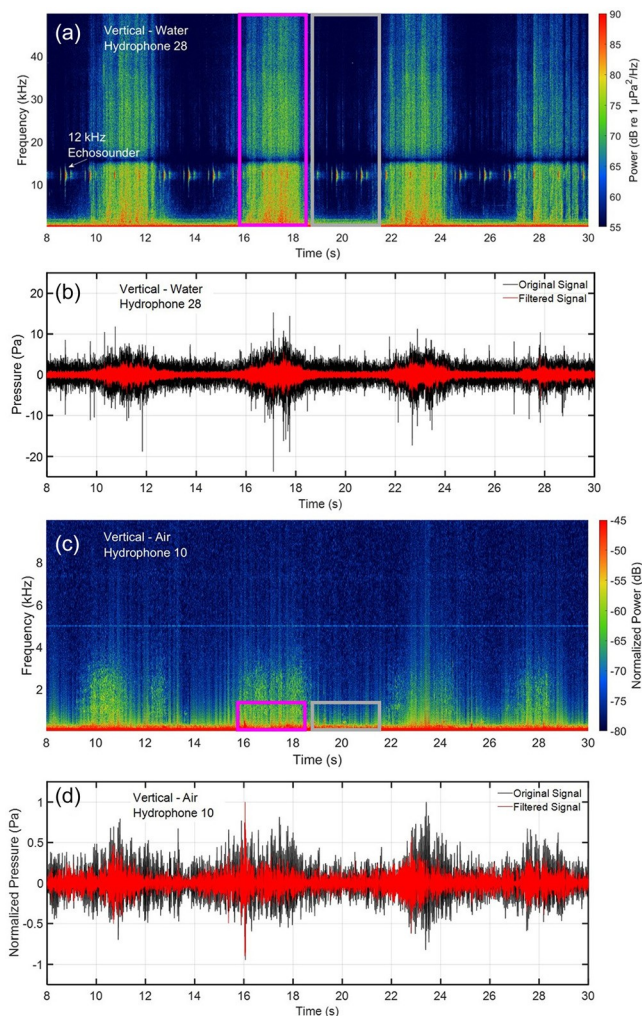 (a)
Vertical - Water
Hydrophone 28
12 kHz
Echosounder
Frequency (kHz)
40
30
20
10
8 10 12 14 16 18 20 22 24 26 28 30
Time (s)
90
85
80
75
70
65
60
55
Power (dB re 1 µPa²/Hz)
(b)
Vertical - Water
Hydrophone 28
Original Signal
Filtered Signal
Pressure (Pa)
20
10
0
-10
-20
8 10 12 14 16 18 20 22 24 26 28 30
Time (s)
(c)
Vertical - Air
Hydrophone 10
Frequency (kHz)
8
6
4
2
8 10 12 14 16 18 20 22 24 26 28 30
Time (s)
-45
-50
-55
-60
-65
-70
-75
-80
Normalized Power (dB)
(d)
Vertical - Air
Hydrophone 10
Original Signal
Filtered Signal
Normalized Pressure (Pa)
1
0.5
0
-0.5
-1
8 10 12 14 16 18 20 22 24 26 28 30
Time (s)